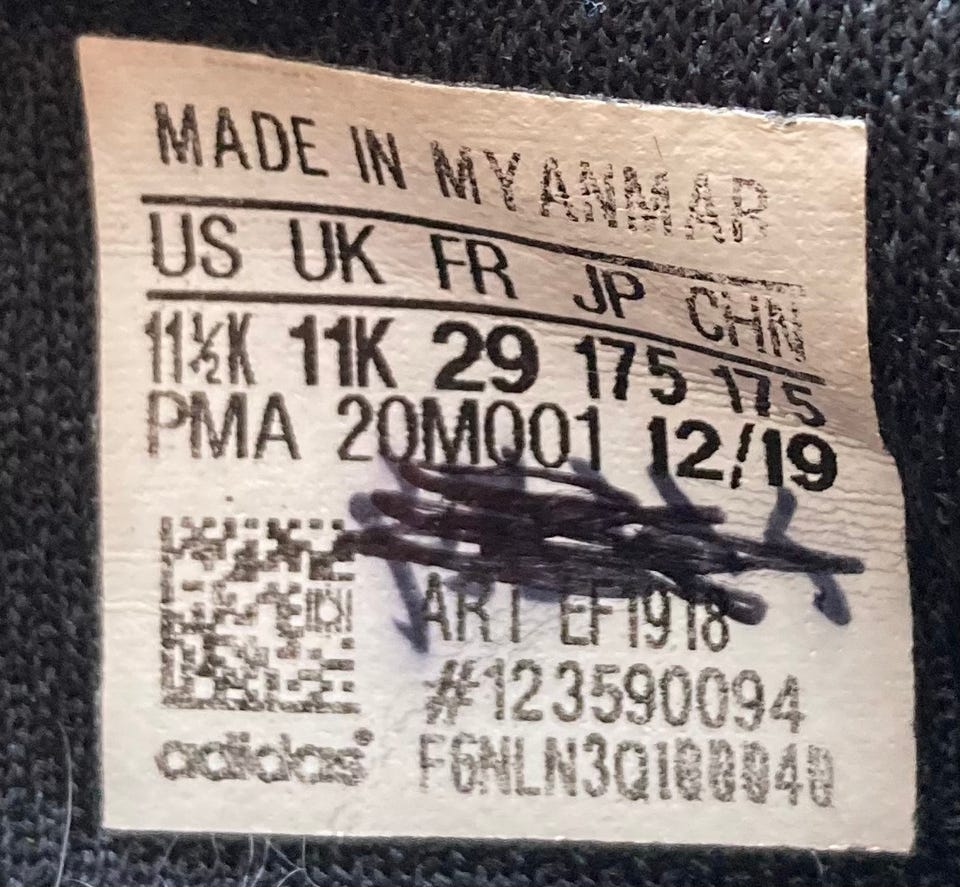 MADE IN MYANMAR
US UK FR JP CHN
11½K 11K 29 175 175
PMA 20M001 12/19
ART EF1918
#123590094
adidas®